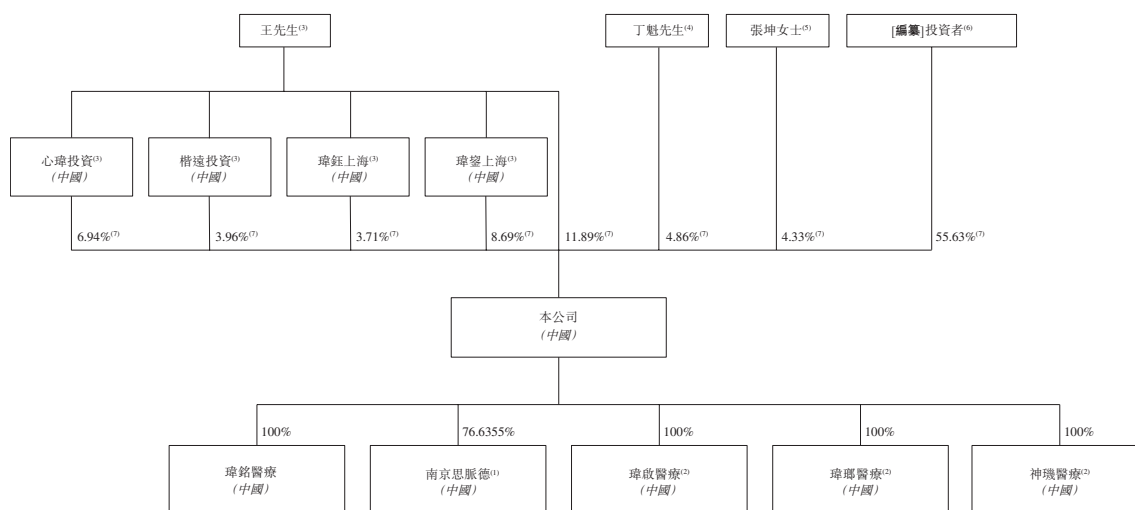 王先生(3)
丁魁先生(4)
張坤女士(5)
[編纂]投資者(6)
心瑋投資(3)
(中國)
楷遠投資(3)
(中國)
瑋鈺上海(3)
(中國)
瑋鋆上海(3)
(中國)
6.94%(7)
3.96%(7)
3.71%(7)
8.69%(7)
11.89%(7)
4.86%(7)
4.33%(7)
55.63%(7)
本公司
(中國)
100%
76.6355%
100%
100%
100%
瑋銘醫療
(中國)
南京思脈德(1)
(中國)
瑋啟醫療(2)
(中國)
瑋瑯醫療(2)
(中國)
神璣醫療(2)
(中國)